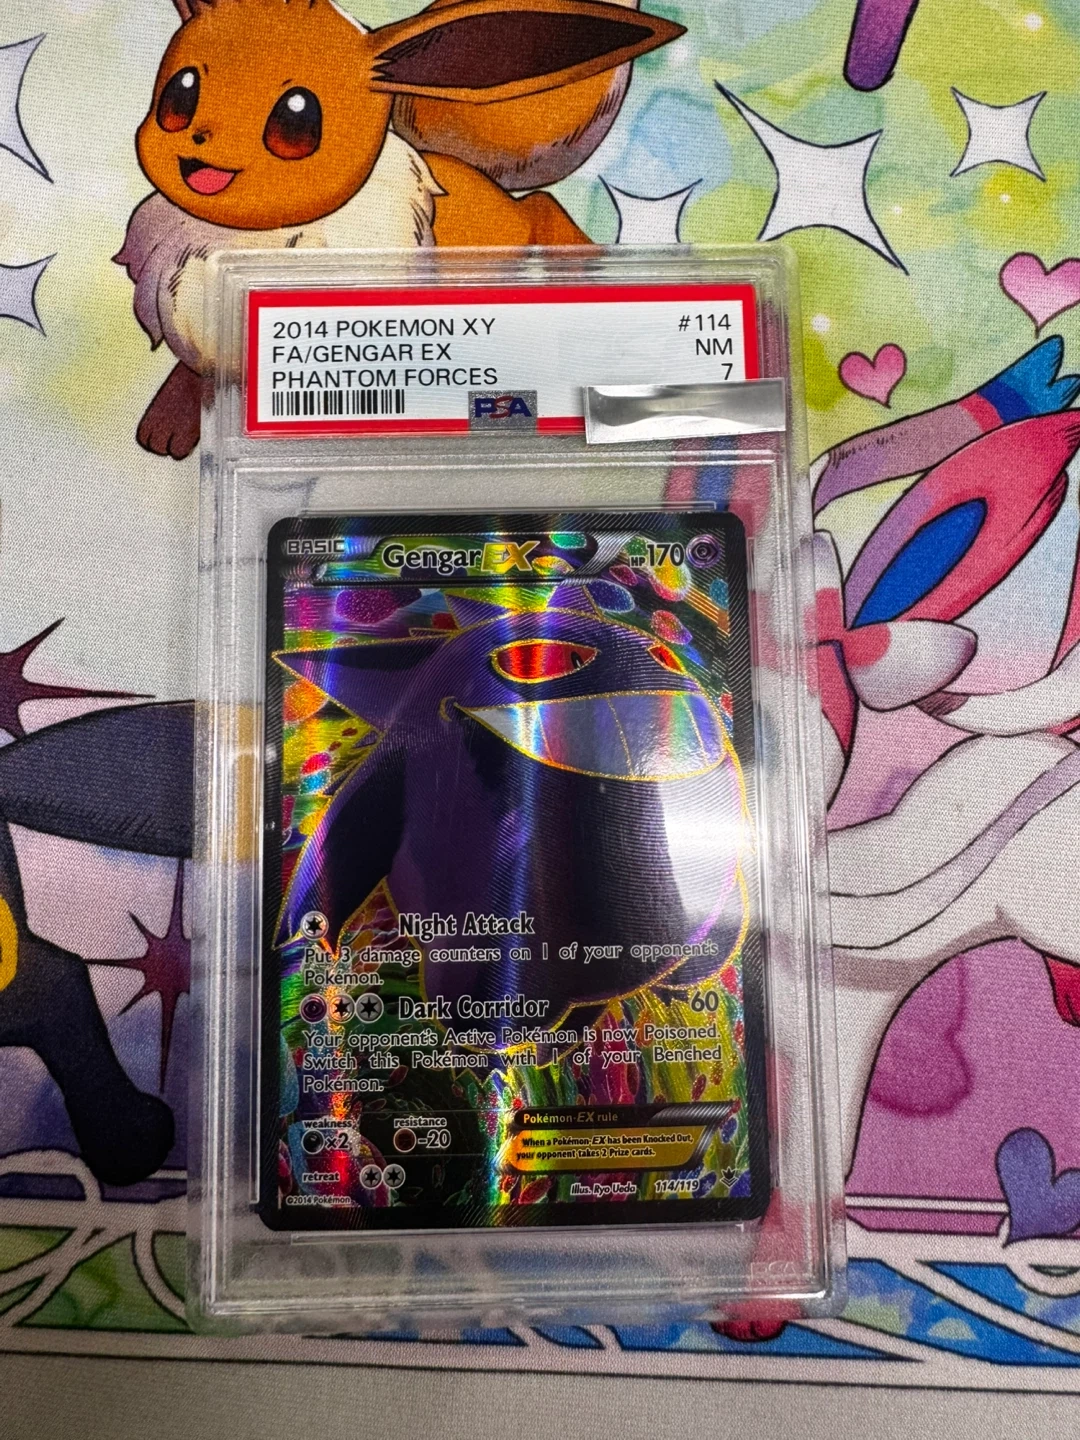 2014 POKEMON XY
#114
FA/GENGAR EX
NM
PHANTOM FORCES
7
PSA
BASIC
Gengar EX
HP170
Night Attack
Put 3 damage counters on 1 of your opponent's
Pokémon.
Dark Corridor
60
Your opponent's Active Pokémon is now Poisoned.
Switch this Pokémon with 1 of your Benched
Pokémon.
weakness
×2
resistance
-20
retreat
Pokémon-EX rule
When a Pokémon-EX has been Knocked Out,
your opponent takes 2 Prize cards.
Illus. Ryo Ueda
114/119
©2014 Pokémon
PSA